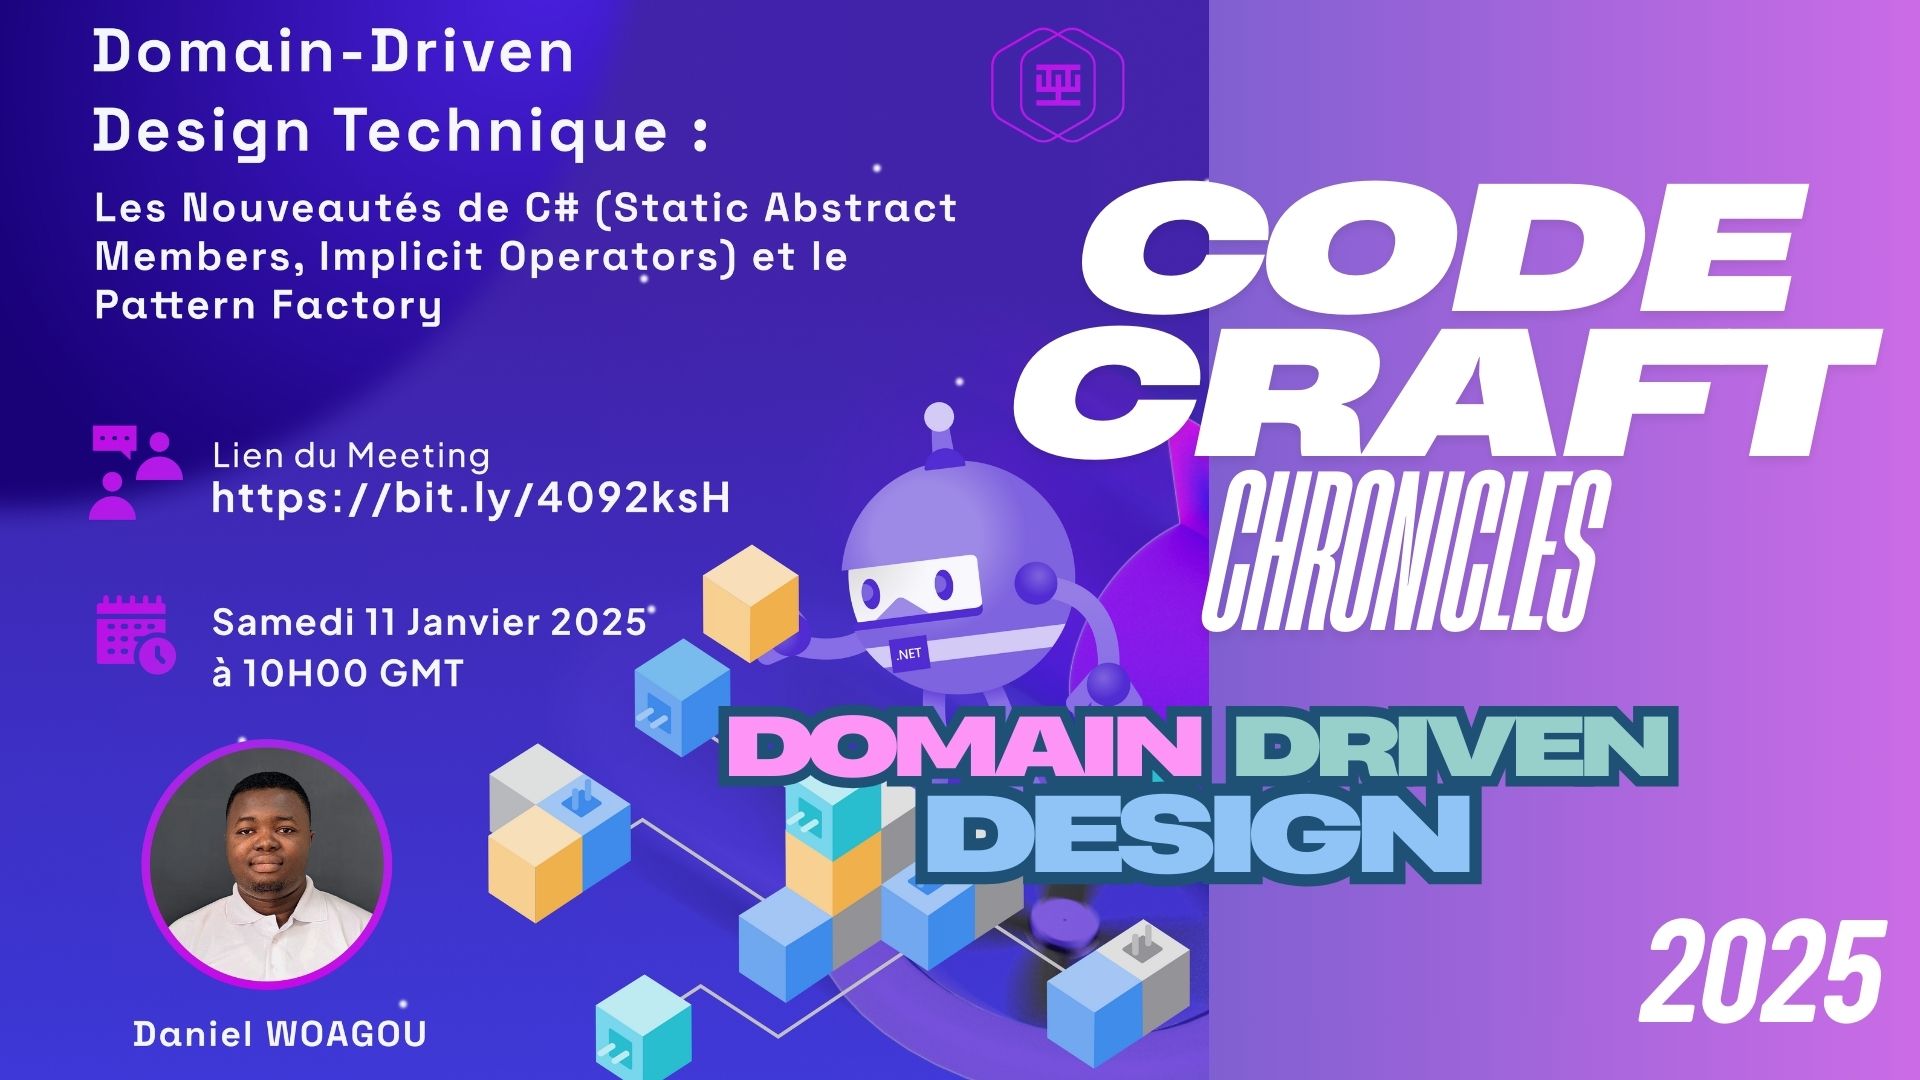 Domain-Driven
Design Technique :
Les Nouveautés de C# (Static Abstract
Members, Implicit Operators) et le
Pattern Factory
Lien du Meeting
https://bit.ly/4092ksH
Samedi 11 Janvier 2025
à 10H00 GMT
Daniel WOAGOU
.NET
CODE
CRAFT
CHRONICLES
DOMAIN DRIVEN
DESIGN
2025